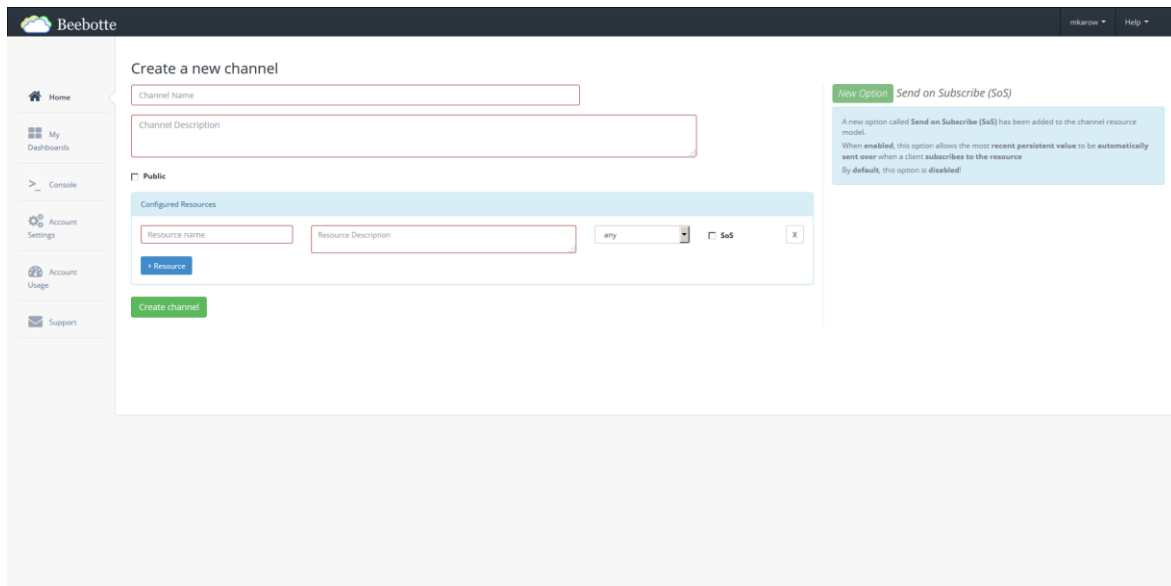 Beebotte
mkarow
Help
Home
My
Dashboards
>_ Console
Account
Settings
Account
Usage
Support
Create a new channel
Channel Name
Channel Description
Public
Configured Resources
Resource name
Resource Description
any
SoS
X
+ Resource
Create channel
New Option Send on Subscribe (SoS)
A new option called Send on Subscribe (SoS) has been added to the channel resource
model.
When enabled, this option allows the most recent persistent value to be automatically
sent over when a client subscribes to the resource
By default, this option is disabled!